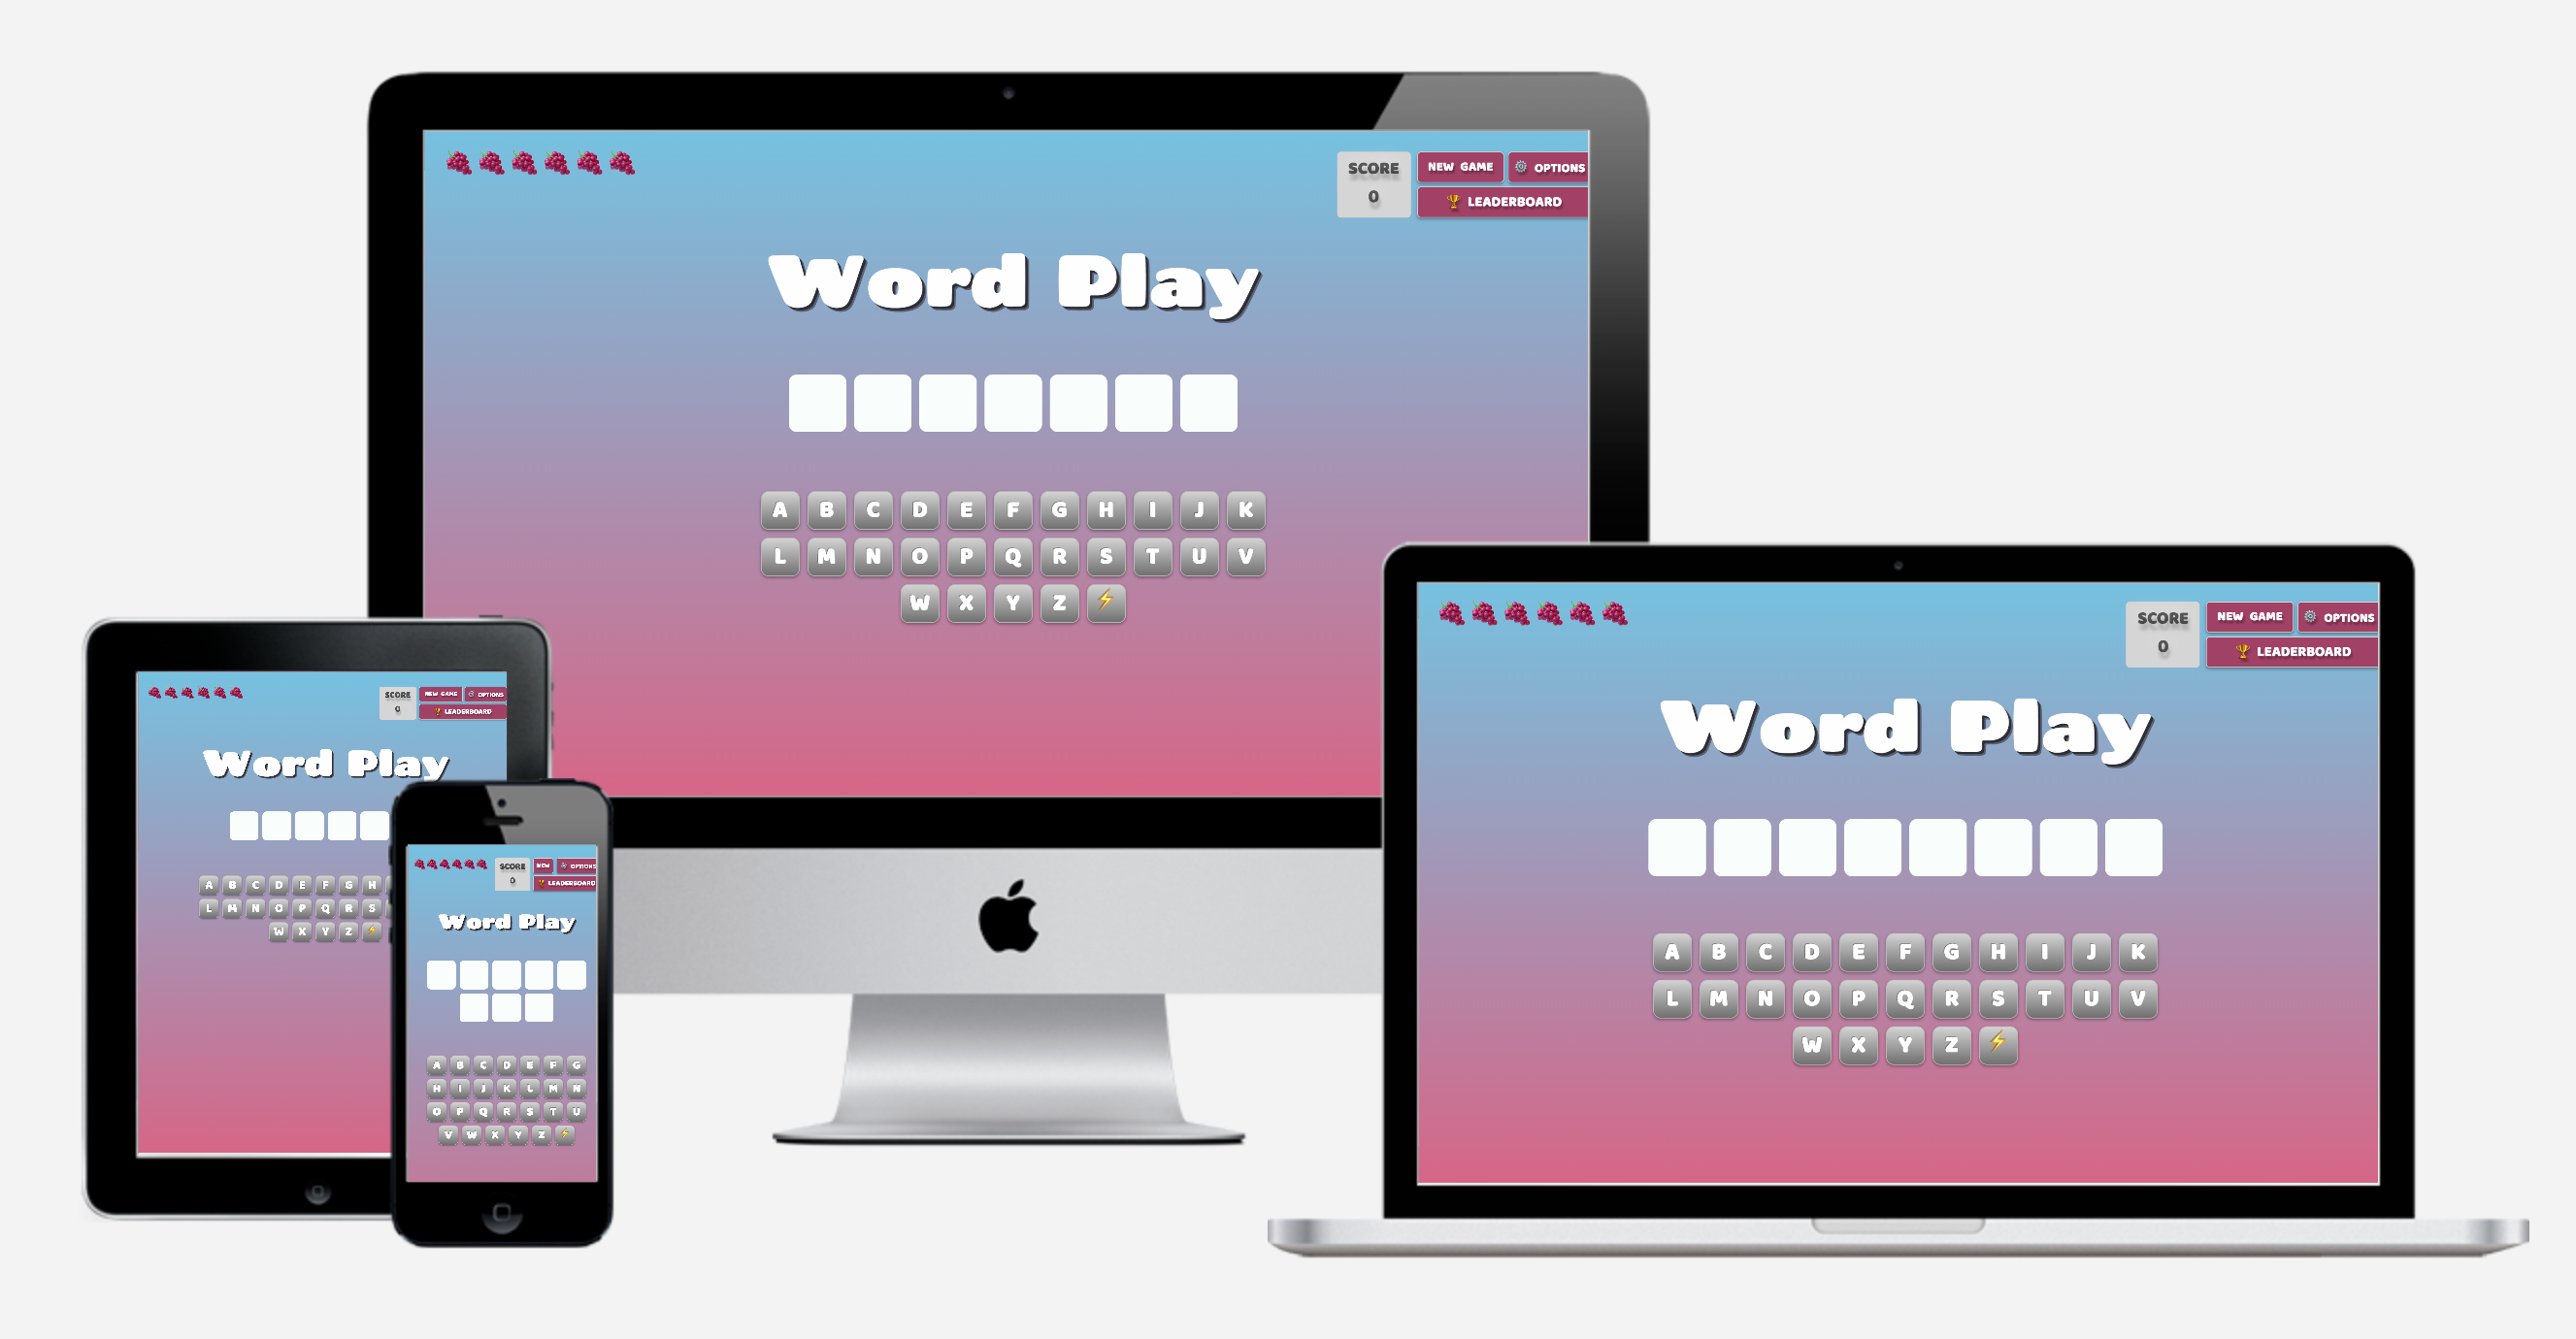 SCORE
0
NEW GAME
⚙ OPTIONS
🏆 LEADERBOARD
Word Play
A B C D E F G H I J K
L M N O P Q R S T U V
W X Y Z ⚡
SCORE
0
NEW GAME
⚙ OPTIONS
🏆 LEADERBOARD
Word Play
A B C D E F G H
L M N O P Q R S
W X Y Z ⚡
SCORE
0
NEW
⚙ OPTIONS
🏆 LEADERBOARD
Word Play
A B C D E F G
H I J K L M N
O P Q R S T U
V W X Y Z ⚡
SCORE
0
NEW GAME
⚙ OPTIONS
🏆 LEADERBOARD
Word Play
A B C D E F G H I J K
L M N O P Q R S T U V
W X Y Z ⚡